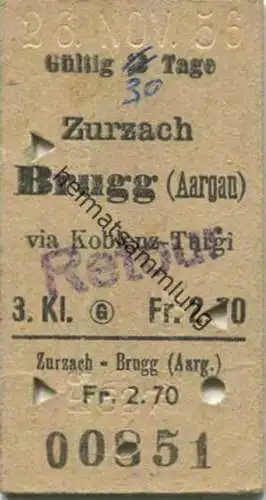 26. NOV. 56
Gültig 2 Tage
30
Zurzach
Brugg (Aargau)
via Koblenz-Turgi
Retour
3. Kl. G Fr. 2.70
Zurzach - Brugg (Aarg.)
Fr. 2.70
00851
heimatsammlung